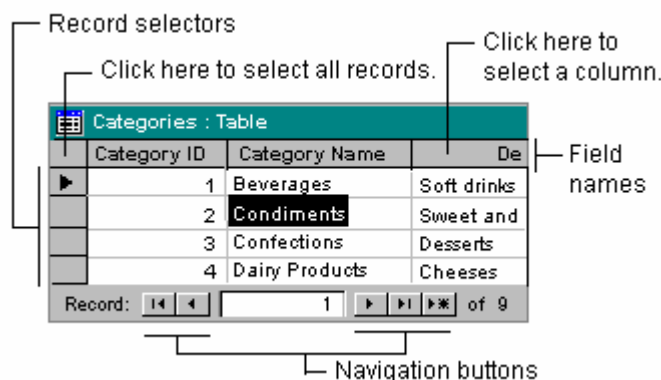 Record selectors
Click here to
select a column.
Click here to select all records.
Categories : Table
Category ID Category Name De
Field
names
1 Beverages Soft drinks
2 Condiments Sweet and
3 Confections Desserts
4 Dairy Products Cheeses
Record: 1 of 9
Navigation buttons